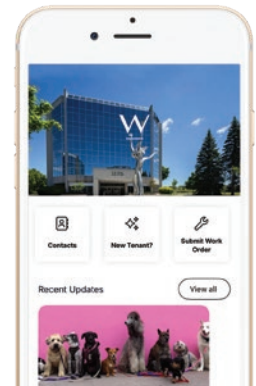 W
Contacts
New Tenant?
Submit Work
Order
Recent Updates
View all